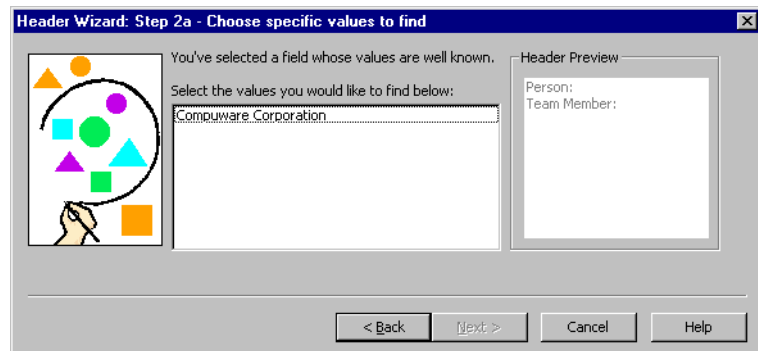 Header Wizard: Step 2a - Choose specific values to find
You've selected a field whose values are well known.
Select the values you would like to find below:
Compuware Corporation
Header Preview
Person:
Team Member:
< Back
Next >
Cancel
Help